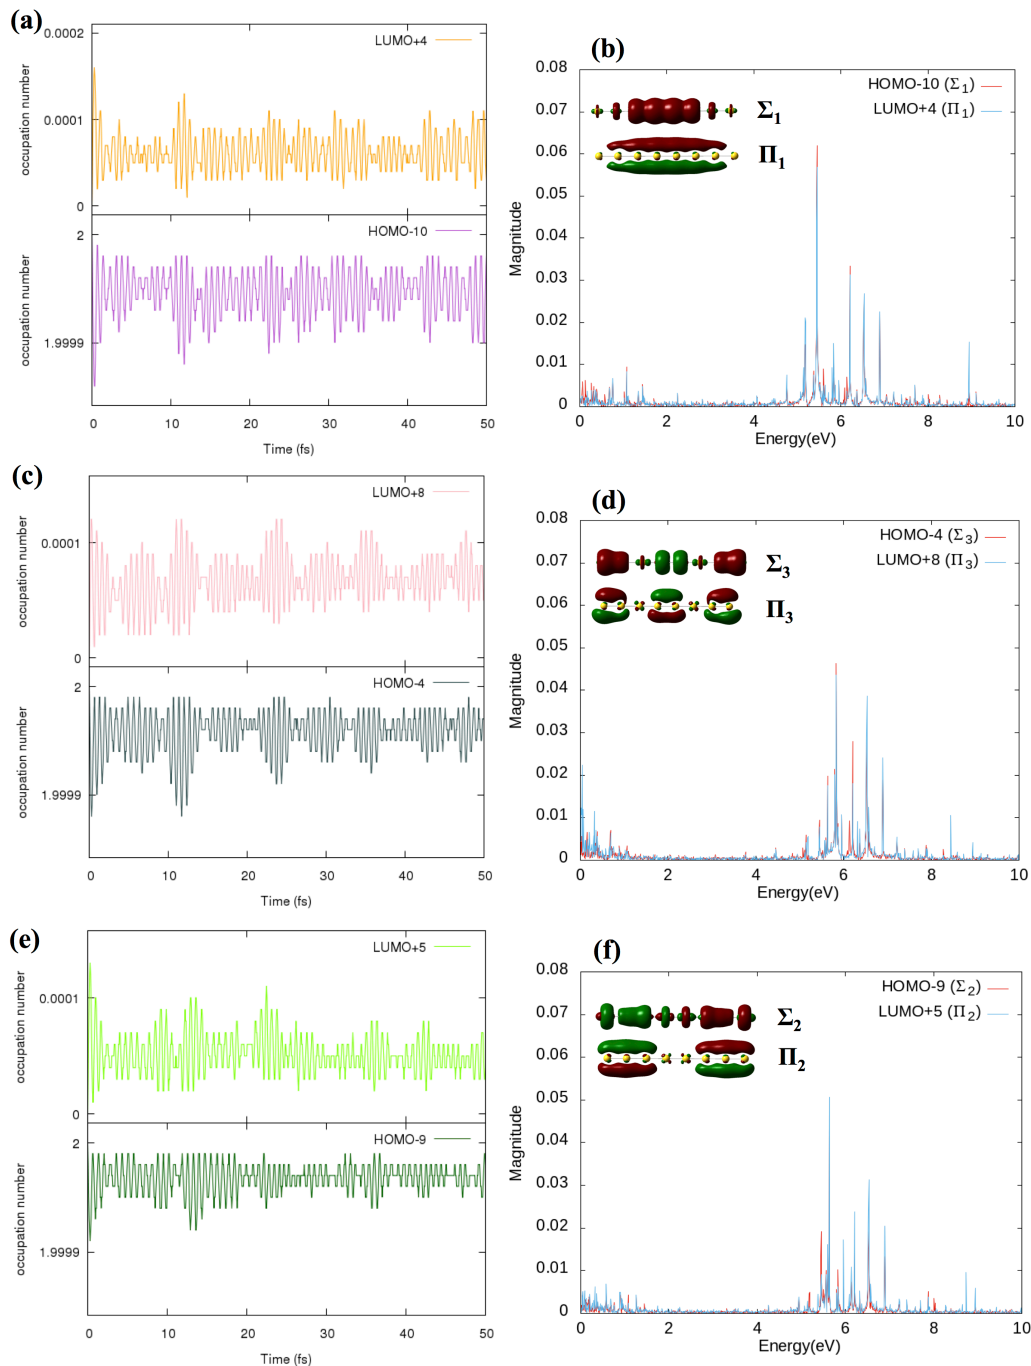 (a)
0.0002
0.0001
0
occupation number
LUMO+4
2
1.9999
occupation number
HOMO-10
0 10 20 30 40 50
Time (fs)
(b)
0.08
0.07
0.06
0.05
0.04
0.03
0.02
0.01
0
Magnitude
HOMO-10 (Σ1)
LUMO+4 (Π1)
Σ1
Π1
0 2 4 6 8 10
Energy(eV)
(c)
0.0001
0
occupation number
LUMO+8
2
1.9999
occupation number
HOMO-4
0 10 20 30 40 50
Time (fs)
(d)
0.08
0.07
0.06
0.05
0.04
0.03
0.02
0.01
0
Magnitude
HOMO-4 (Σ3)
LUMO+8 (Π3)
Σ3
Π3
0 2 4 6 8 10
Energy(eV)
(e)
0.0001
0
occupation number
LUMO+5
2
1.9999
occupation number
HOMO-9
0 10 20 30 40 50
Time (fs)
(f)
0.08
0.07
0.06
0.05
0.04
0.03
0.02
0.01
0
Magnitude
HOMO-9 (Σ2)
LUMO+5 (Π2)
Σ2
Π2
0 2 4 6 8 10
Energy(eV)